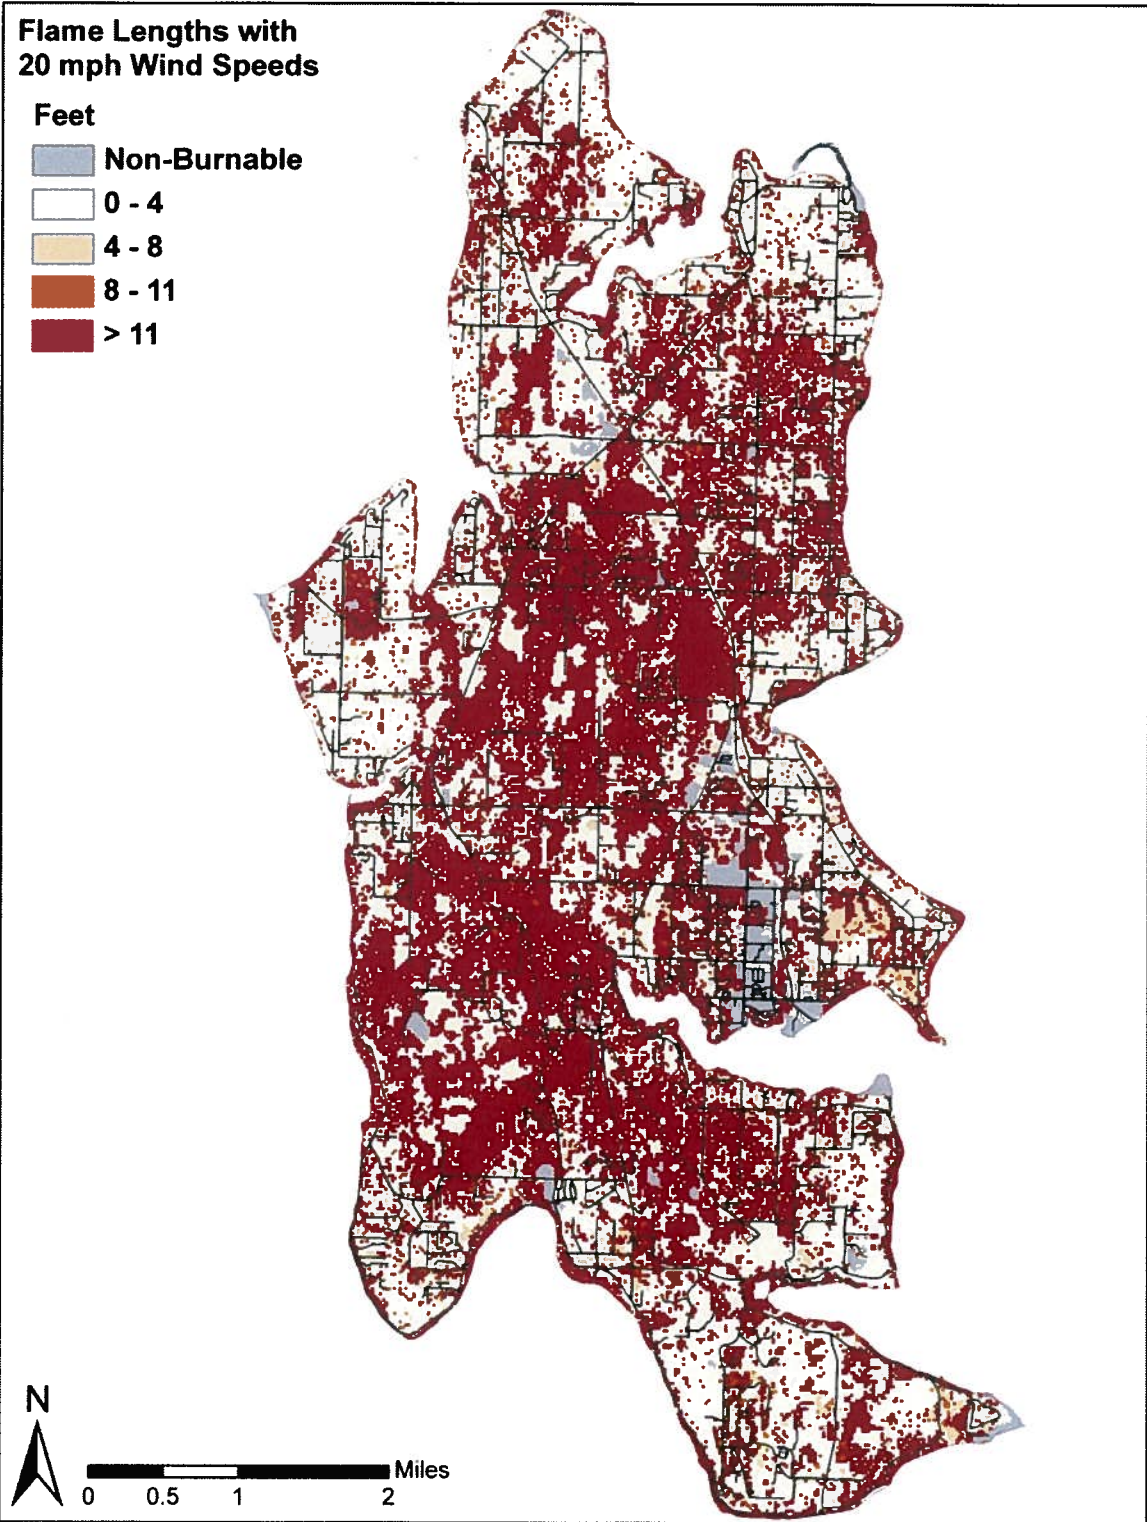 Flame Lengths with
20 mph Wind Speeds
Feet
Non-Burnable
0 - 4
4 - 8
8 - 11
> 11
N
Miles
0 0.5 1 2